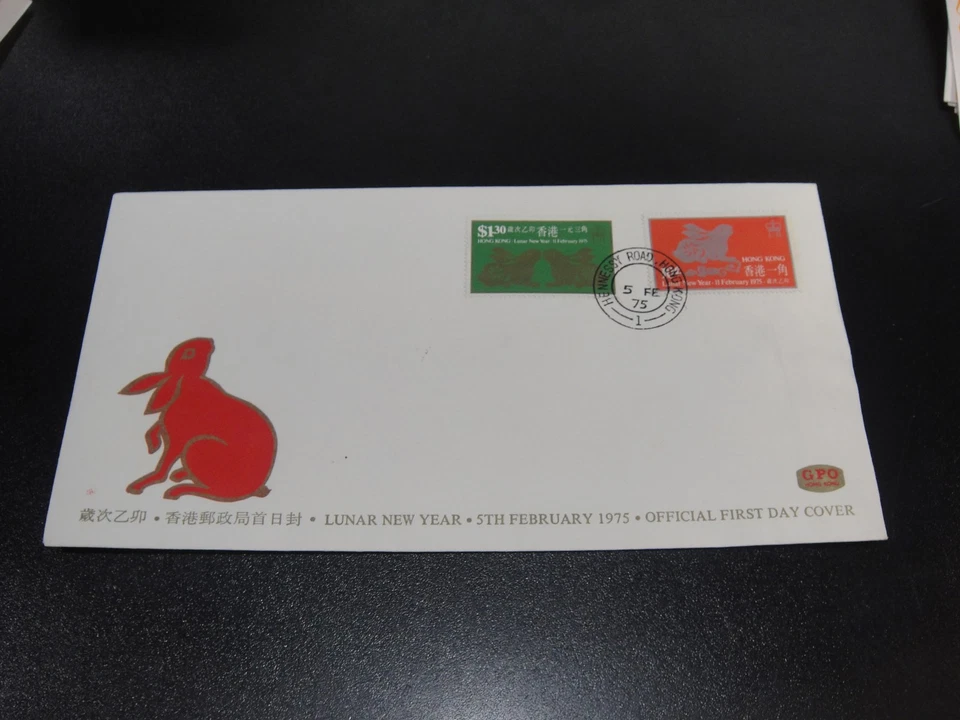 $1.30 歲次乙卯 香港 一元三角
HONG KONG · Lunar New Year · 11 February 1975
HONG KONG
香港一角
Lunar New Year · 11 February 1975 · 歲次乙卯
HENNESSY ROAD, HONG KONG
5 FE
75
1
GPO
HONG KONG
歲次乙卯 • 香港郵政局首日封 • LUNAR NEW YEAR • 5TH FEBRUARY 1975 • OFFICIAL FIRST DAY COVER